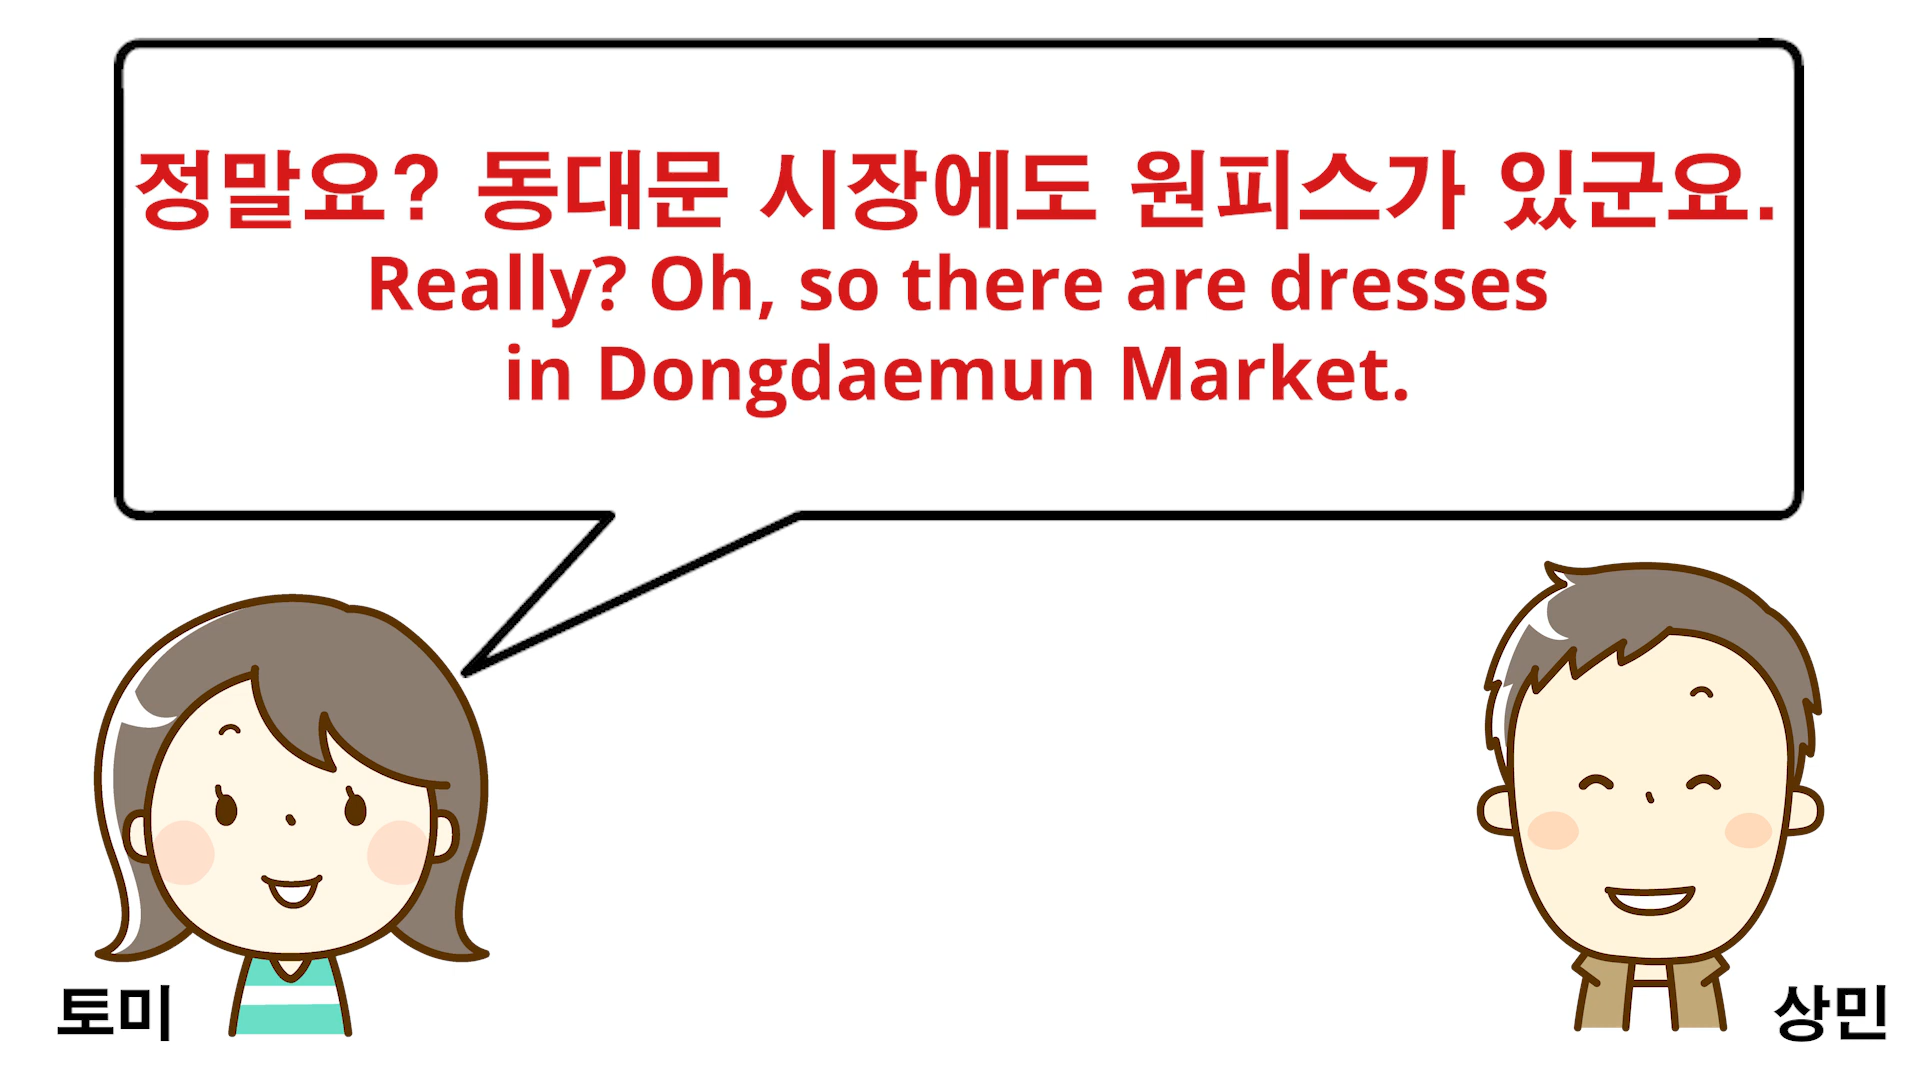 정말요? 동대문 시장에도 원피스가 있군요.
Really? Oh, so there are dresses
in Dongdaemun Market.
토미
상민